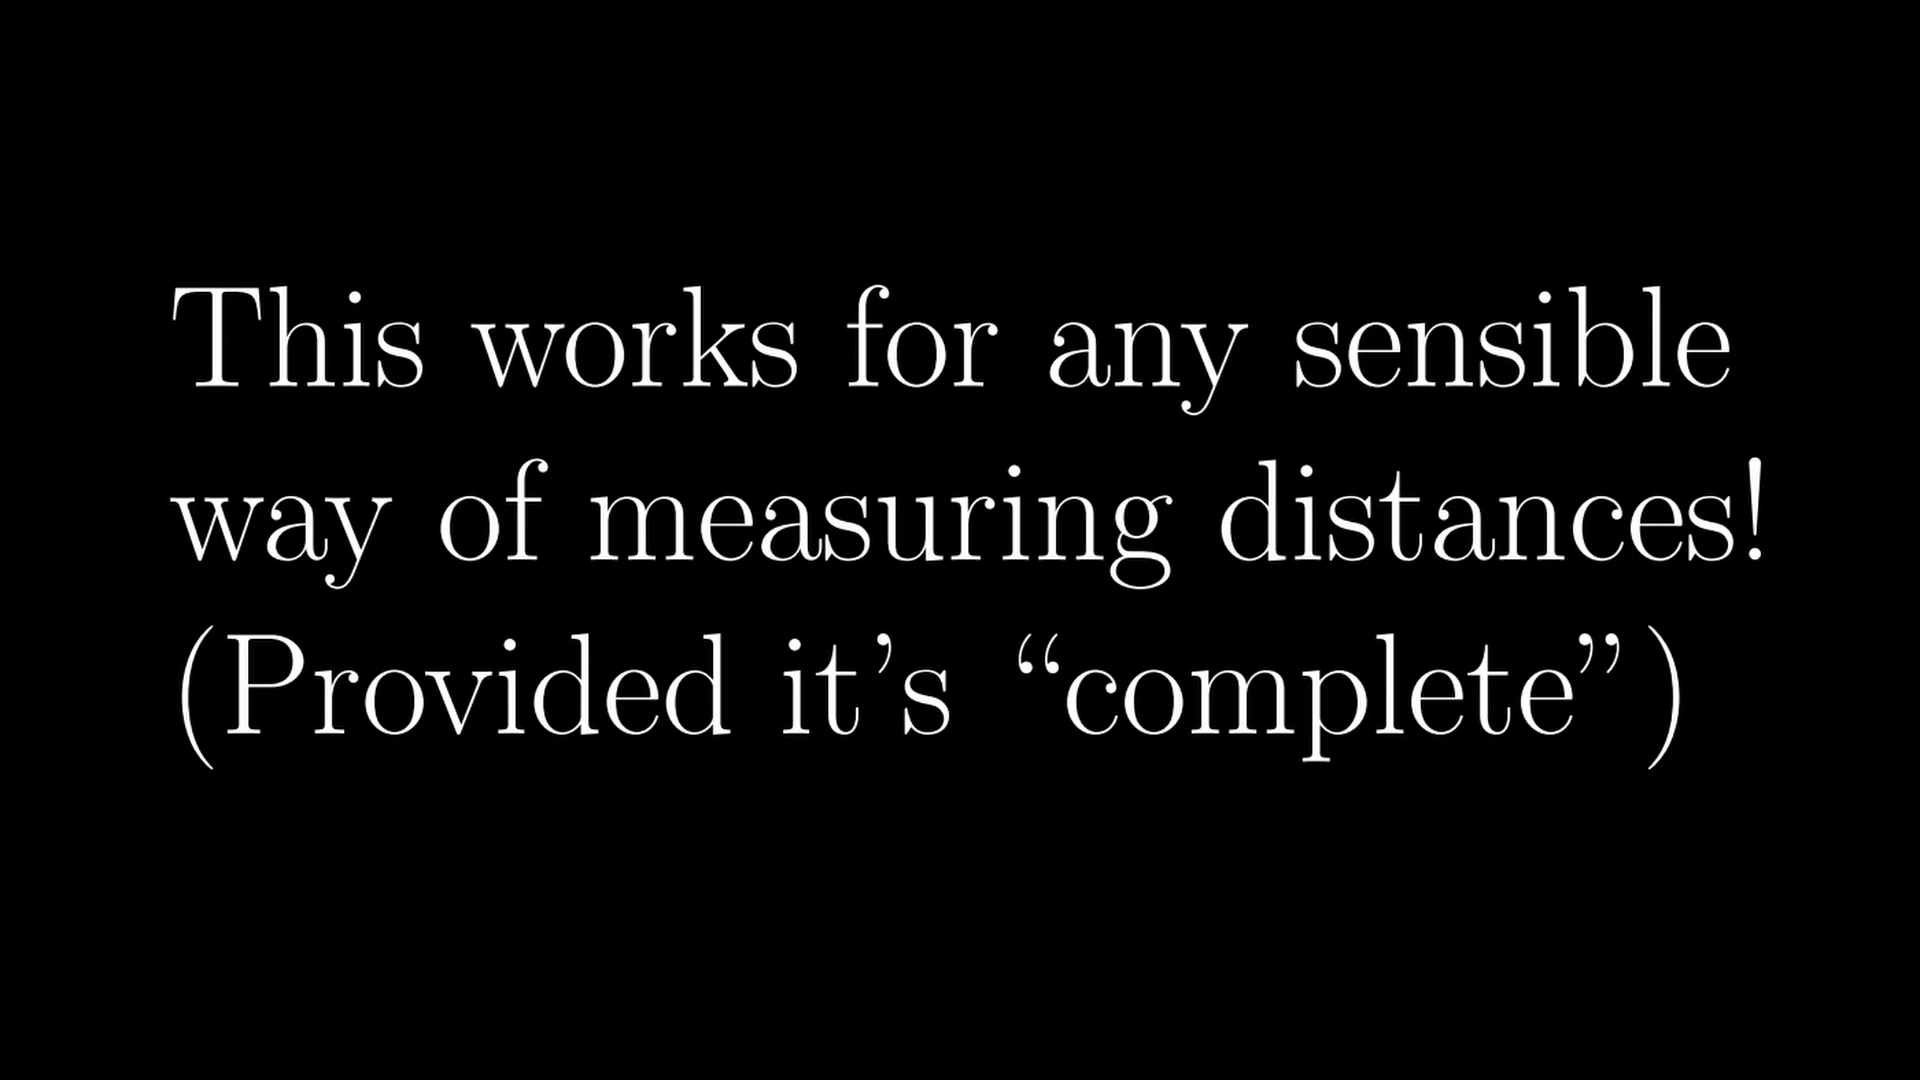 This works for any sensible
way of measuring distances!
(Provided it’s “complete”)